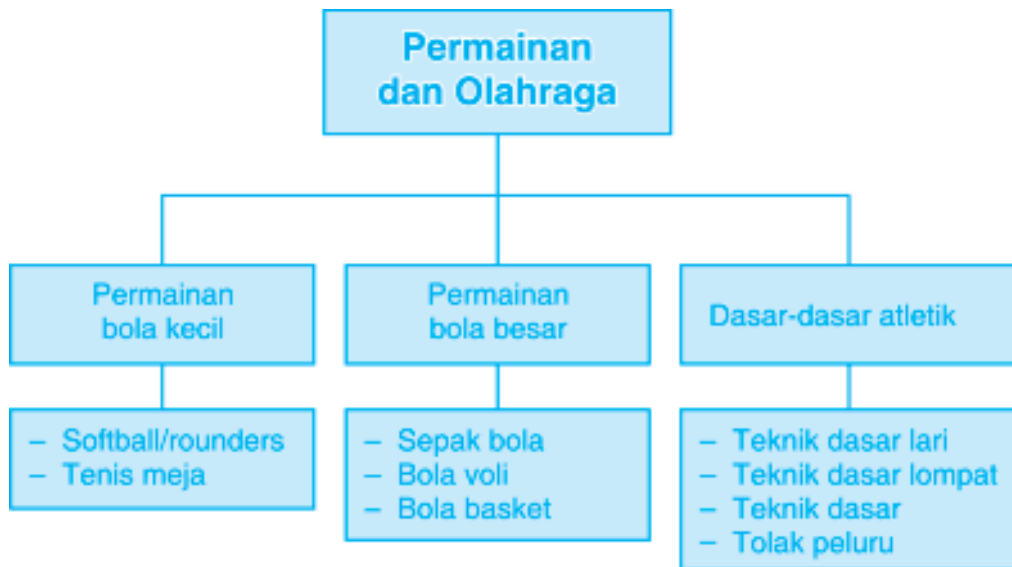 Permainan
dan Olahraga
Permainan
bola kecil
Permainan
bola besar
Dasar-dasar atletik
– Softball/rounders
– Tenis meja
– Sepak bola
– Bola voli
– Bola basket
– Teknik dasar lari
– Teknik dasar lompat
– Teknik dasar
– Tolak peluru